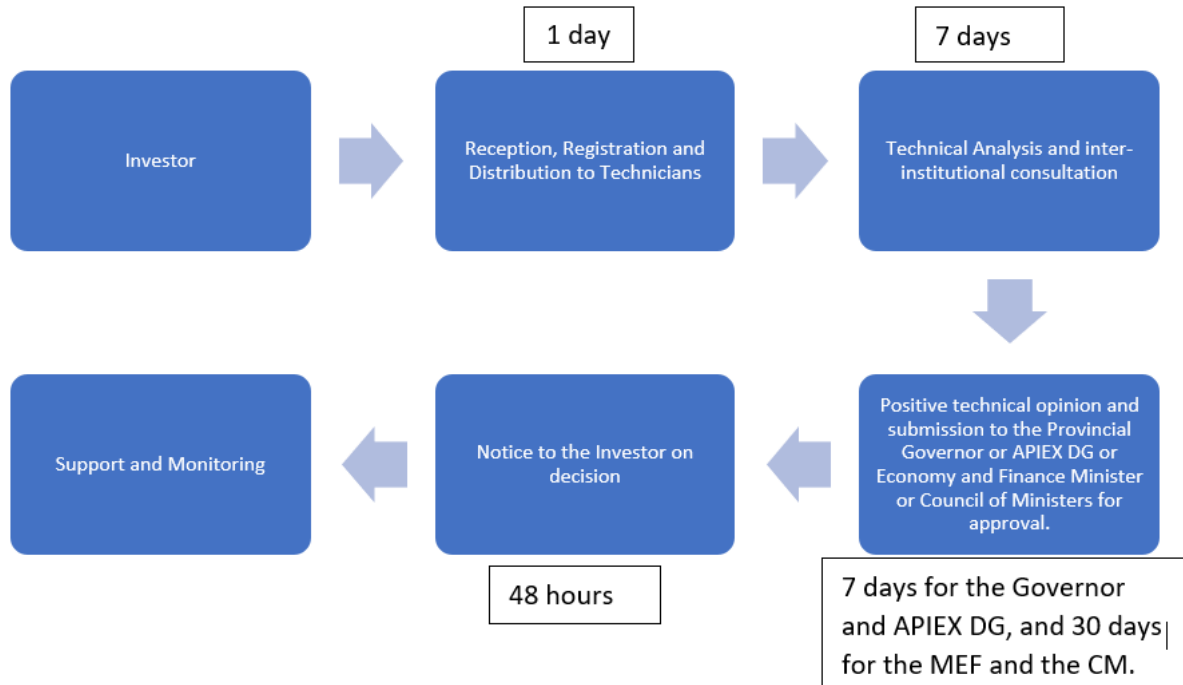 1 day
7 days
Investor
Reception, Registration and
Distribution to Technicians
Technical Analysis and inter-
institutional consultation
Positive technical opinion and
submission to the Provincial
Governor or APIEX DG or
Economy and Finance Minister
or Council of Ministers for
approval.
7 days for the Governor
and APIEX DG, and 30 days
for the MEF and the CM.
Notice to the Investor on
decision
48 hours
Support and Monitoring